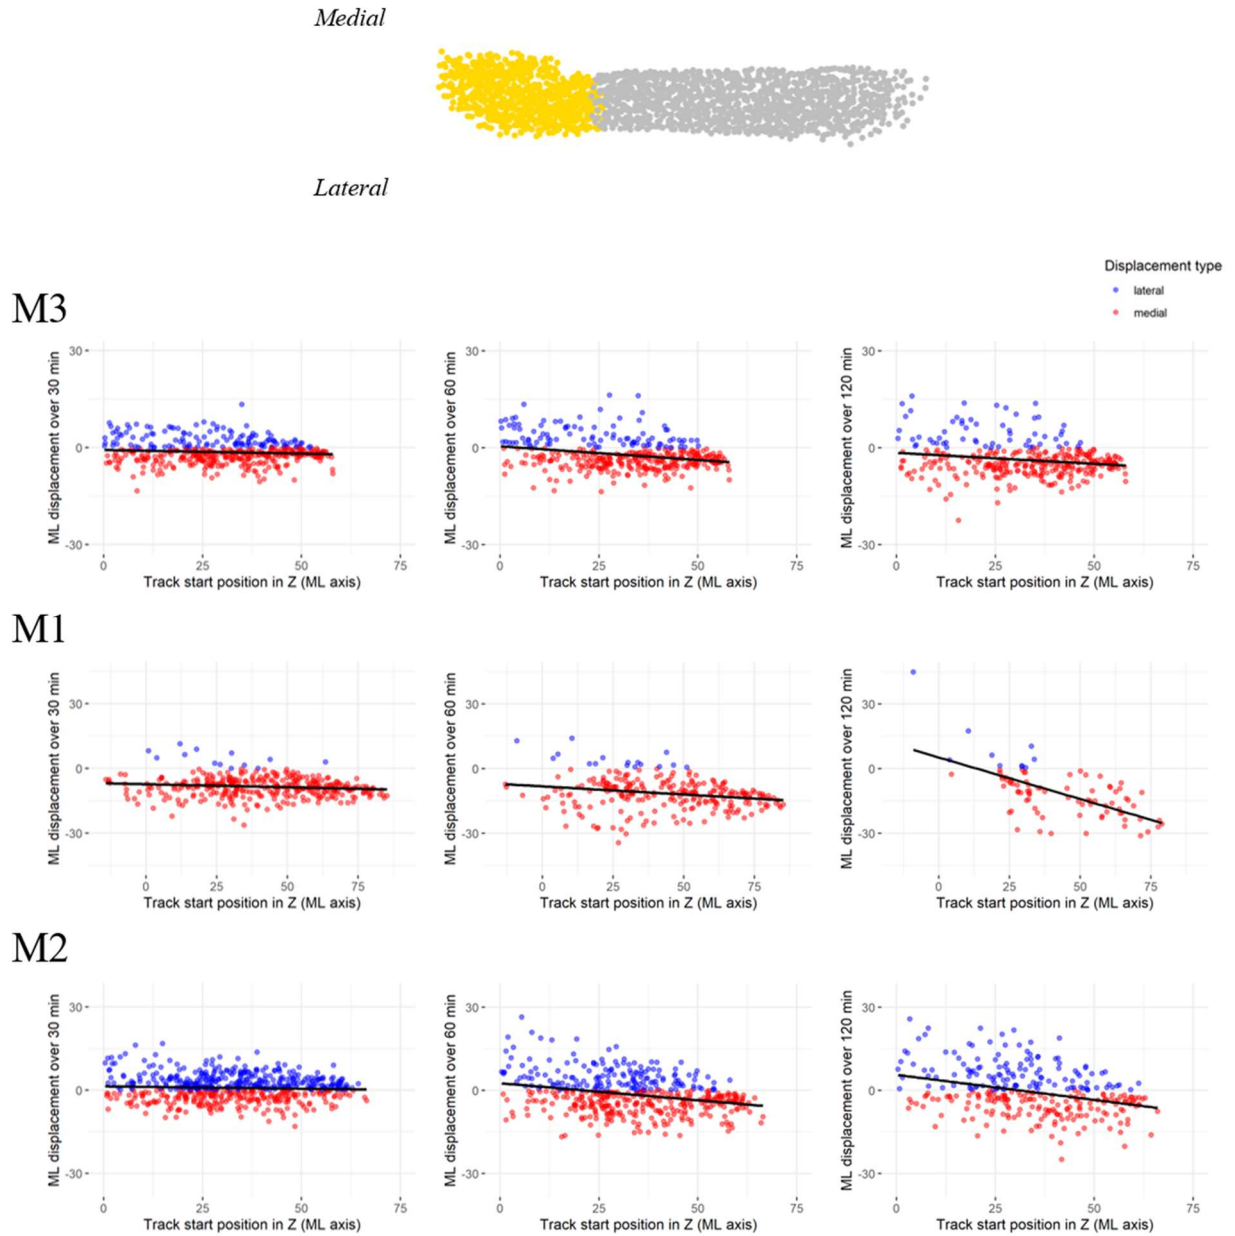 Medial
Lateral
Displacement type
lateral
medial
M3
ML displacement over 30 min
30
0
-30
0 25 50 75
Track start position in Z (ML axis)
ML displacement over 60 min
30
0
-30
0 25 50 75
Track start position in Z (ML axis)
ML displacement over 120 min
30
0
-30
0 25 50 75
Track start position in Z (ML axis)
M1
ML displacement over 30 min
30
0
-30
0 25 50 75
Track start position in Z (ML axis)
ML displacement over 60 min
30
0
-30
0 25 50 75
Track start position in Z (ML axis)
ML displacement over 120 min
30
0
-30
0 25 50 75
Track start position in Z (ML axis)
M2
ML displacement over 30 min
30
0
-30
0 25 50 75
Track start position in Z (ML axis)
ML displacement over 60 min
30
0
-30
0 25 50 75
Track start position in Z (ML axis)
ML displacement over 120 min
30
0
-30
0 25 50 75
Track start position in Z (ML axis)